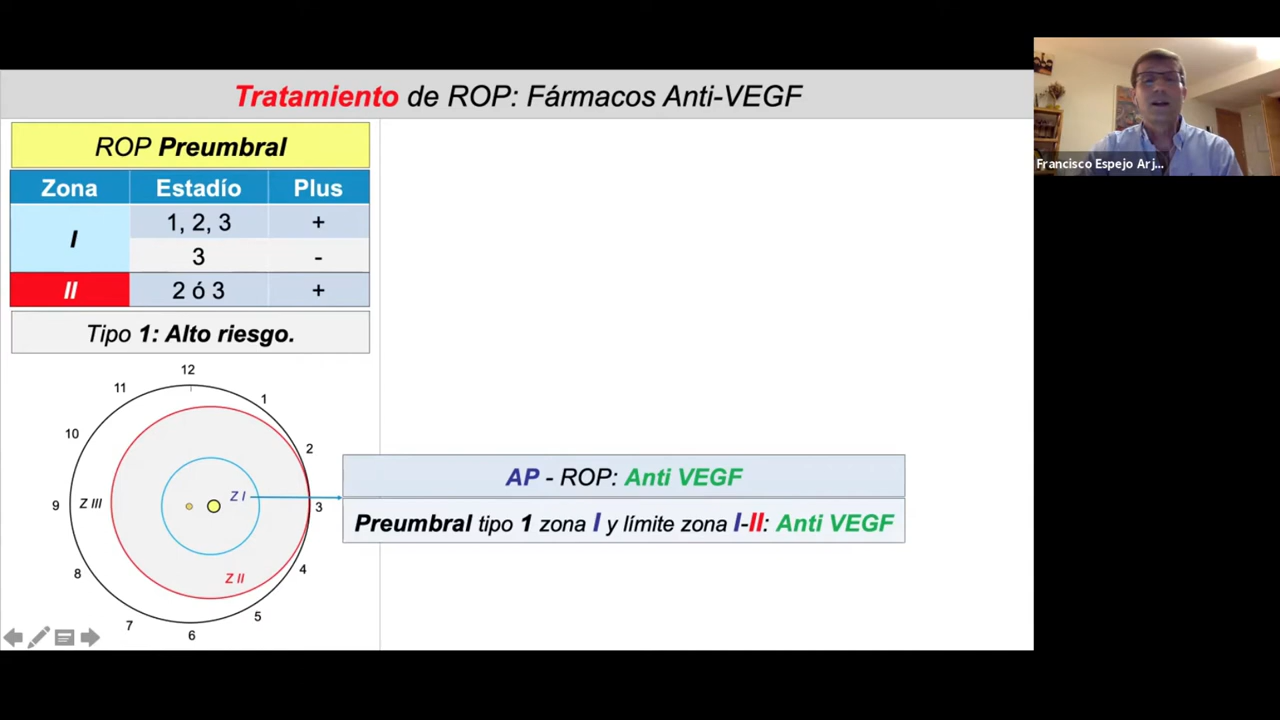 Tratamiento de ROP: Fármacos Anti-VEGF
Francisco Espejo Arj...
ROP Preumbral
Zona Estadío Plus
I 1, 2, 3 +
3 -
II 2 ó 3 +
Tipo 1: Alto riesgo.
12
11 1
10 2
9 Z III Z I 3
8 Z II 4
7 5
6
AP - ROP: Anti VEGF
Preumbral tipo 1 zona I y límite zona I-II: Anti VEGF